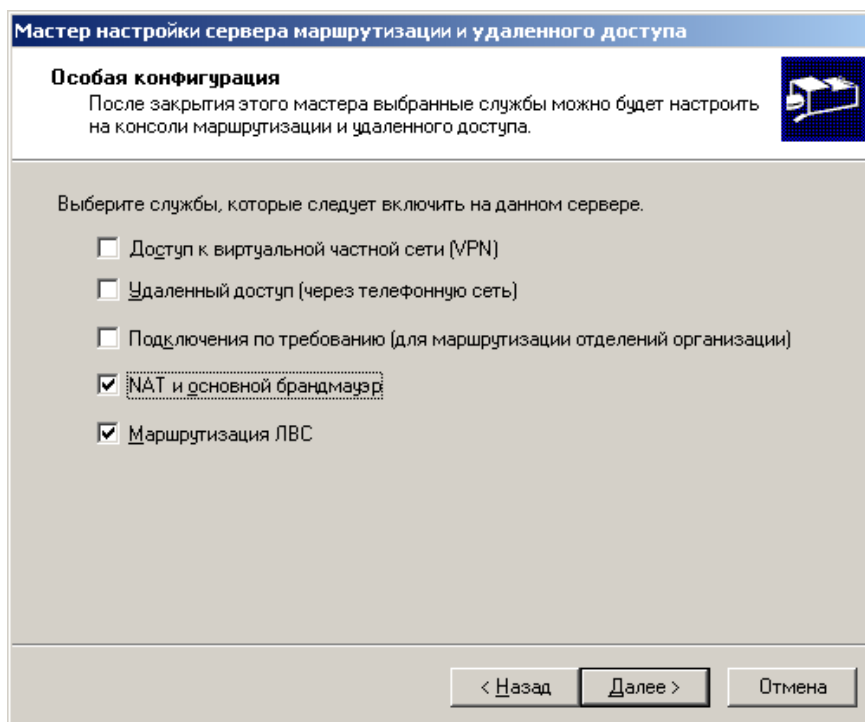 Мастер настройки сервера маршрутизации и удаленного доступа
Особая конфигурация
После закрытия этого мастера выбранные службы можно будет настроить
на консоли маршрутизации и удаленного доступа.
Выберите службы, которые следует включить на данном сервере.
Доступ к виртуальной частной сети (VPN)
Удаленный доступ (через телефонную сеть)
Подключения по требованию (для маршрутизации отделений организации)
NAT и основной брандмауэр
Маршрутизация ЛВС
< Назад
Далее >
Отмена